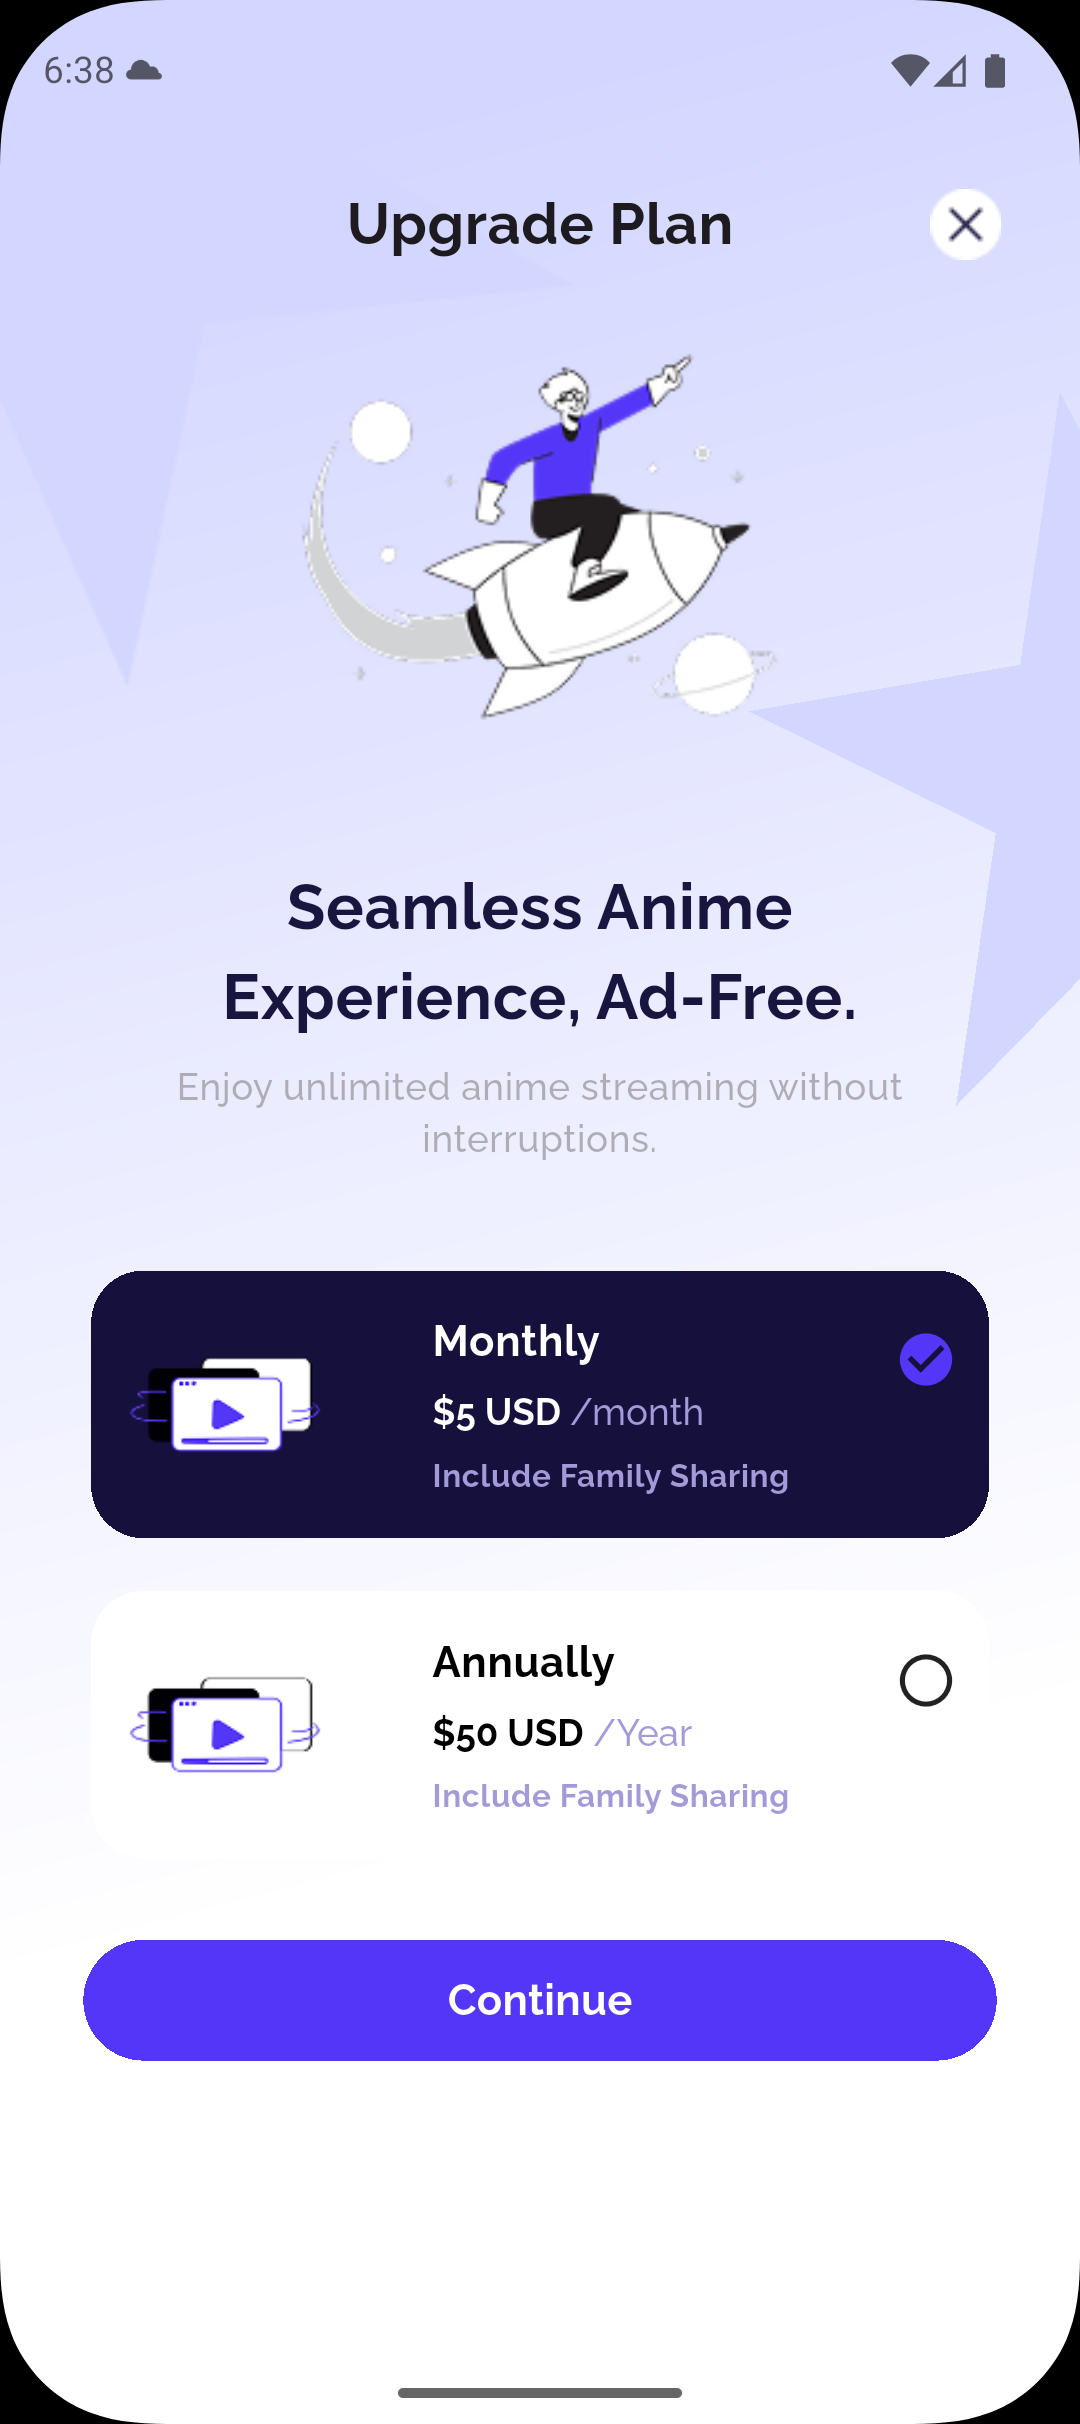 6:38
Upgrade Plan
Seamless Anime
Experience, Ad-Free.
Enjoy unlimited anime streaming without
interruptions.
Monthly
$5 USD /month
Include Family Sharing
Annually
$50 USD /Year
Include Family Sharing
Continue